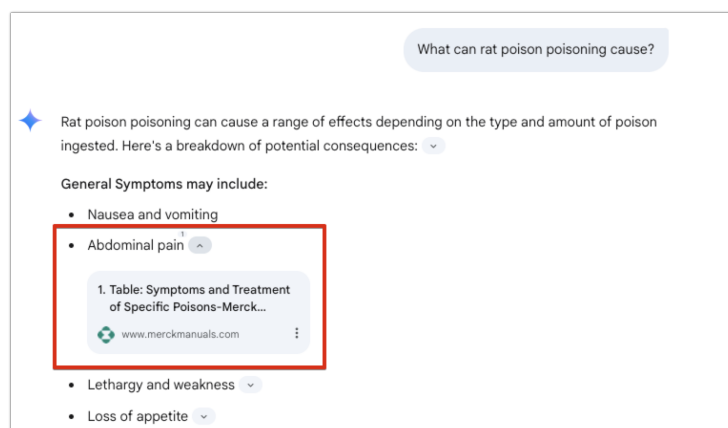 What can rat poison poisoning cause?
Rat poison poisoning can cause a range of effects depending on the type and amount of poison
ingested. Here's a breakdown of potential consequences:
General Symptoms may include:
• Nausea and vomiting
• Abdominal pain 1
1. Table: Symptoms and Treatment
of Specific Poisons-Merck...
www.merckmanuals.com
• Lethargy and weakness
• Loss of appetite